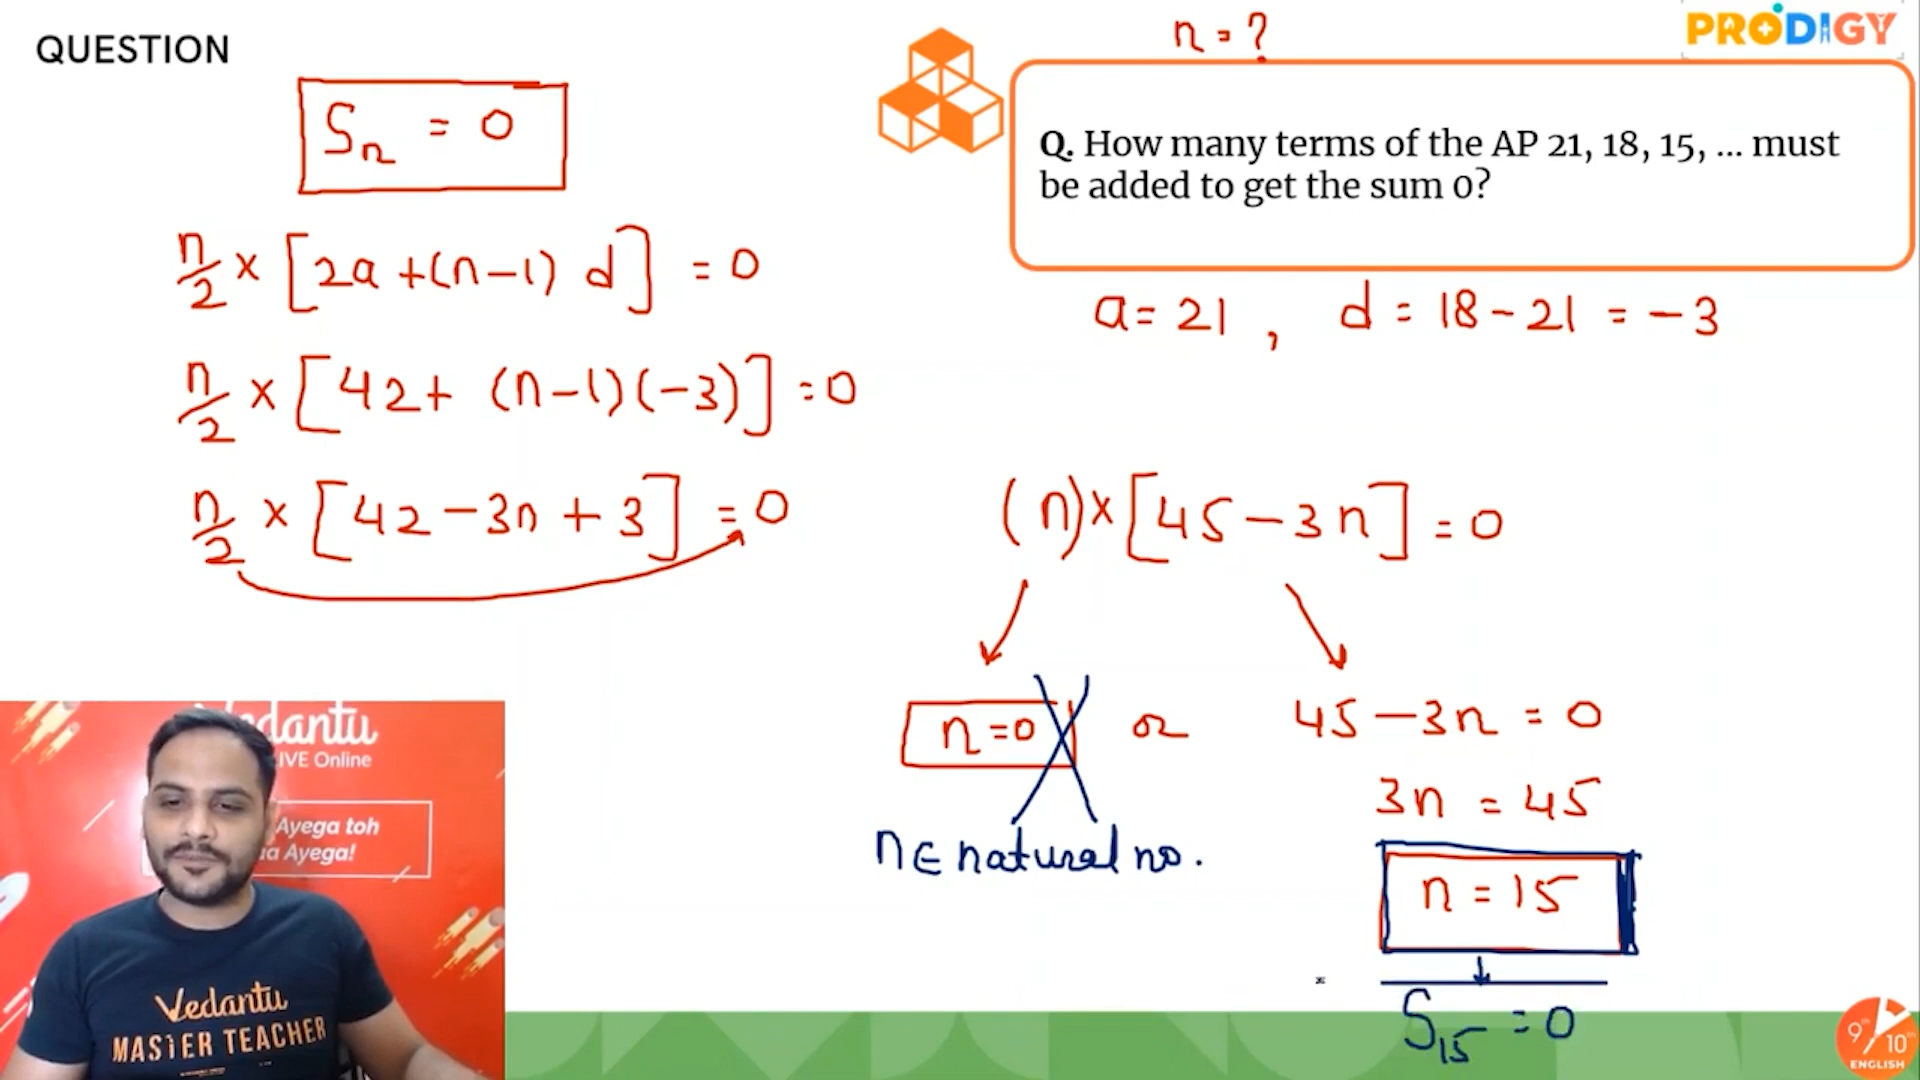 QUESTION
n = ?
PRODIGY
Sn = 0
Q. How many terms of the AP 21, 18, 15, ... must
be added to get the sum 0?
n/2 × [2a + (n-1) d] = 0
a = 21 , d = 18 - 21 = -3
n/2 × [42 + (n-1)(-3)] = 0
n/2 × [42 - 3n + 3] = 0
(n) × [45 - 3n] = 0
n = 0 or 45 - 3n = 0
3n = 45
n ∈ natural no.
n = 15
S15 = 0
Vedantu
LIVE Online
Ayega toh
Ayega!
Vedantu
MASTER TEACHER
9th 10th
ENGLISH